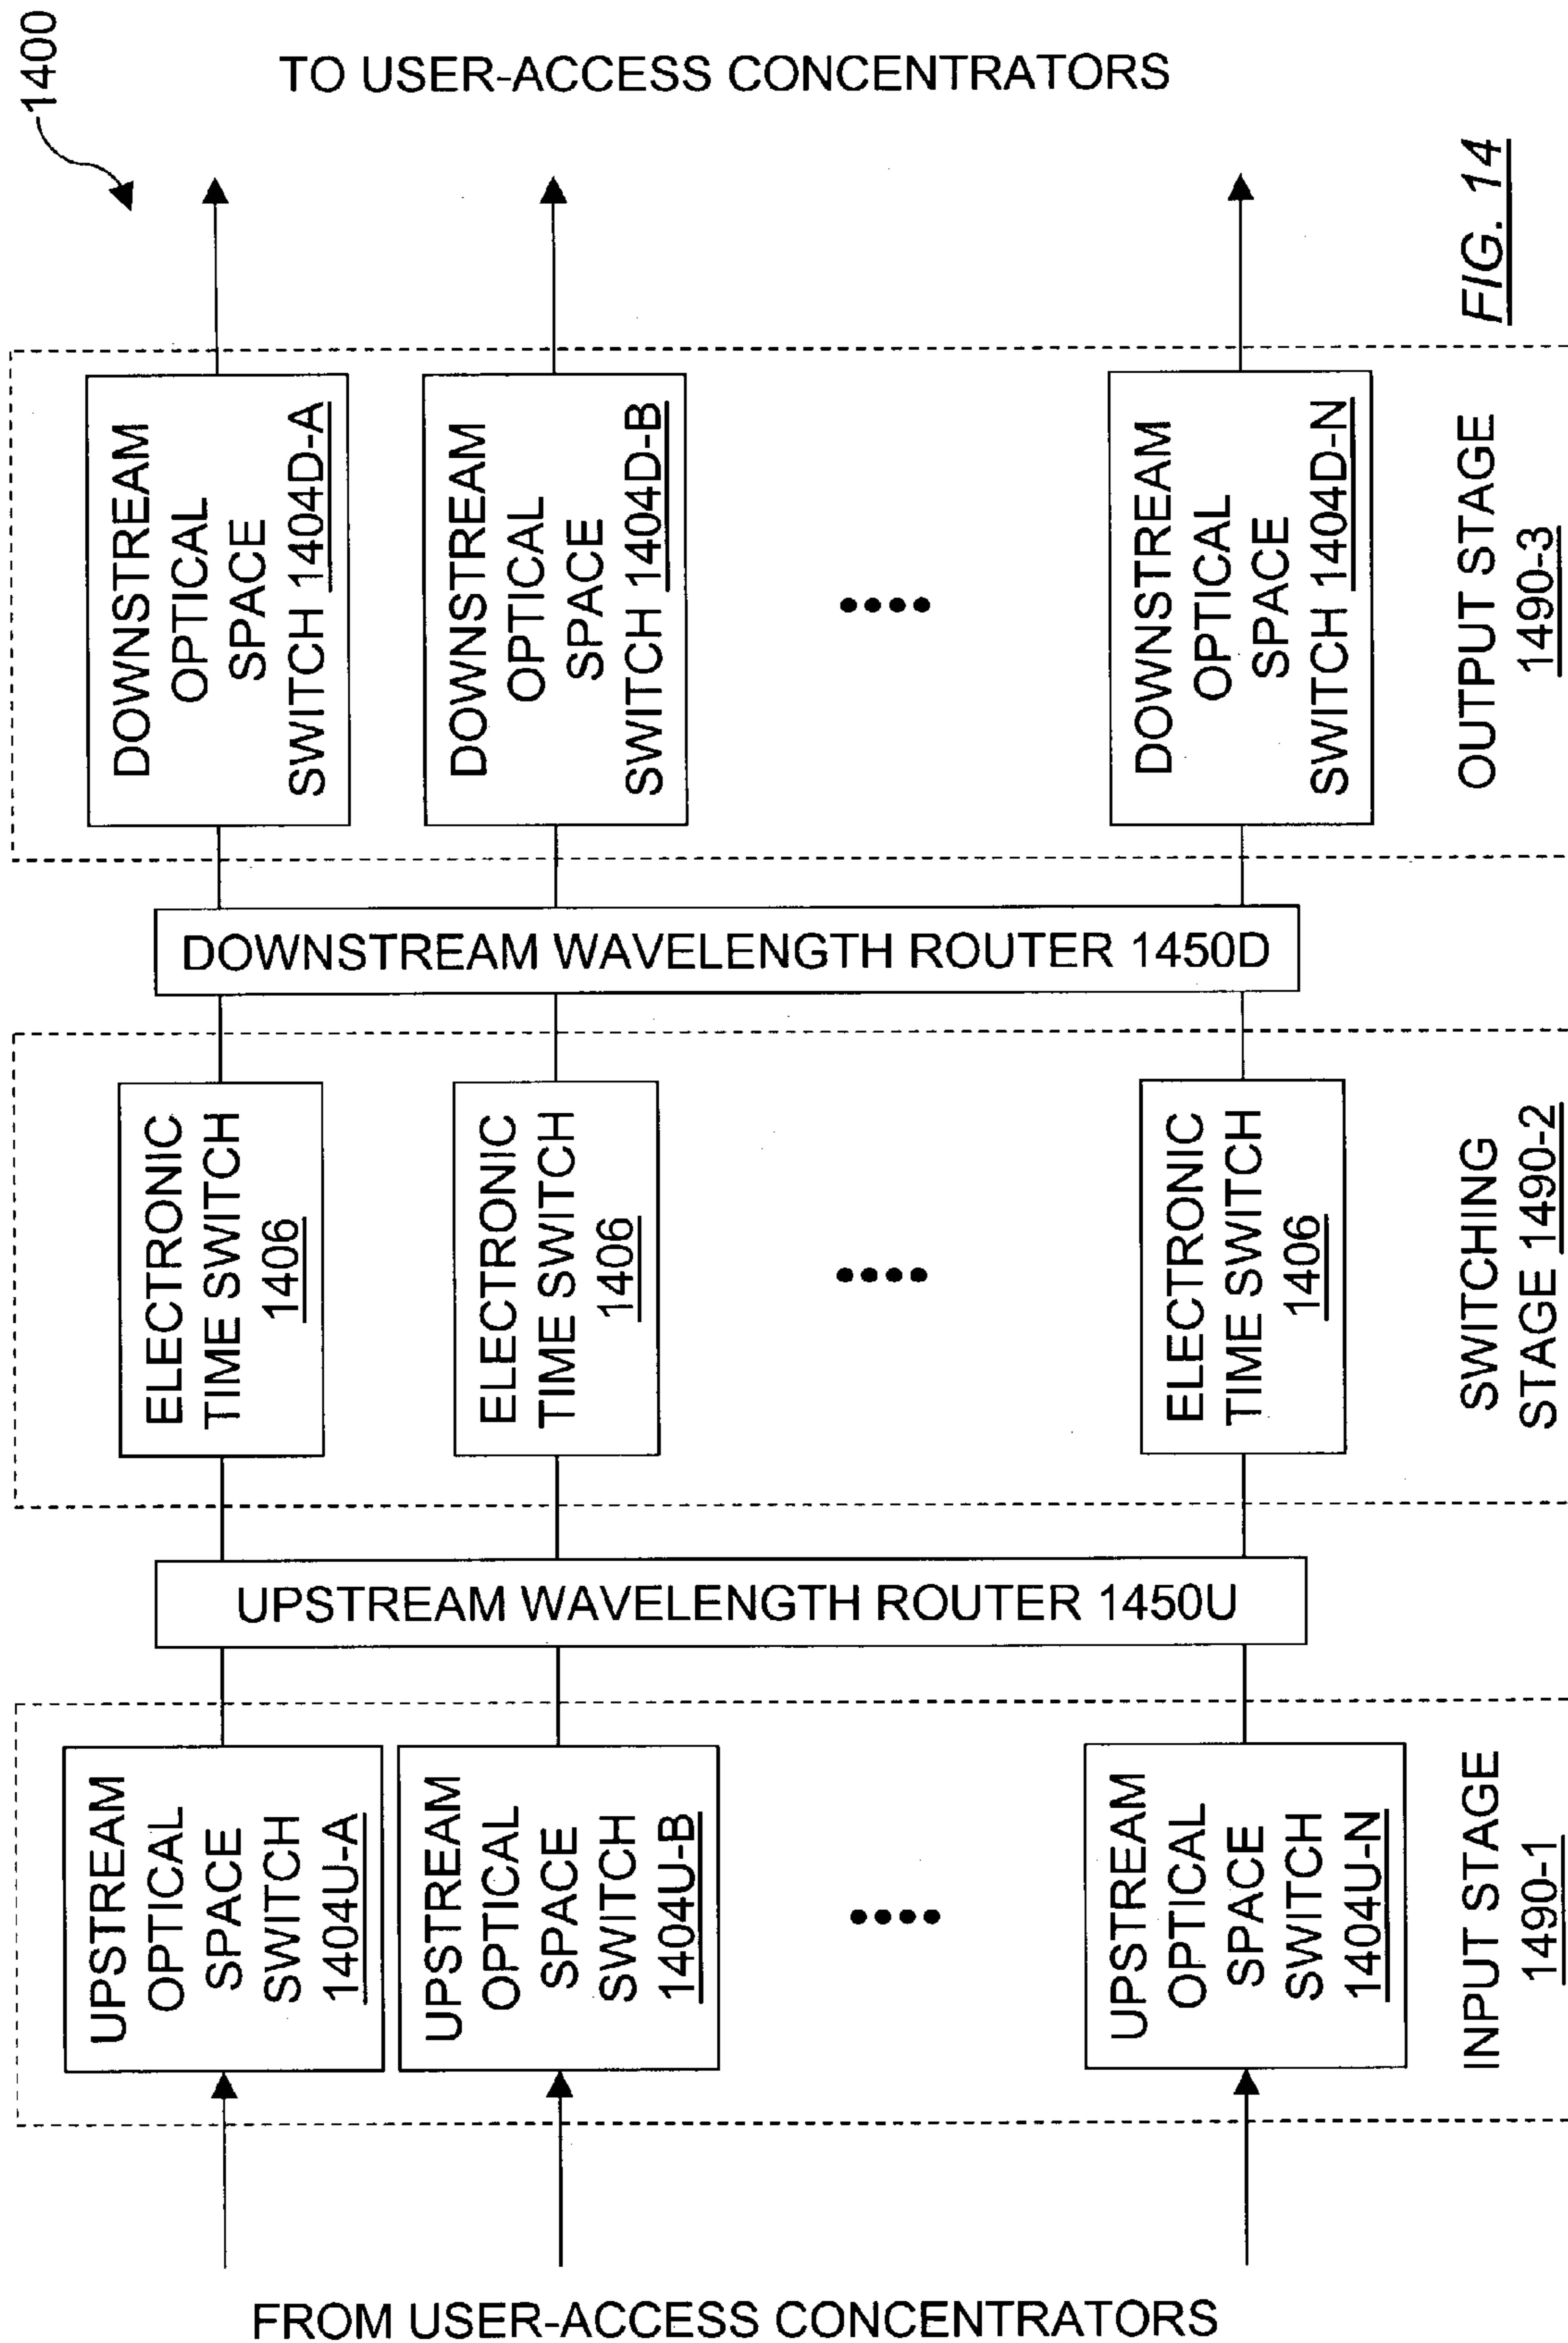 1400
TO USER-ACCESS CONCENTRATORS
DOWNSTREAM
OPTICAL
SPACE
SWITCH 1404D-A
DOWNSTREAM
OPTICAL
SPACE
SWITCH 1404D-B
DOWNSTREAM
OPTICAL
SPACE
SWITCH 1404D-N
OUTPUT STAGE
1490-3
DOWNSTREAM WAVELENGTH ROUTER 1450D
ELECTRONIC
TIME SWITCH
1406
ELECTRONIC
TIME SWITCH
1406
ELECTRONIC
TIME SWITCH
1406
SWITCHING
STAGE 1490-2
UPSTREAM WAVELENGTH ROUTER 1450U
UPSTREAM
OPTICAL
SPACE
SWITCH
1404U-A
UPSTREAM
OPTICAL
SPACE
SWITCH
1404U-B
UPSTREAM
OPTICAL
SPACE
SWITCH
1404U-N
INPUT STAGE
1490-1
FROM USER-ACCESS CONCENTRATORS
FIG. 14